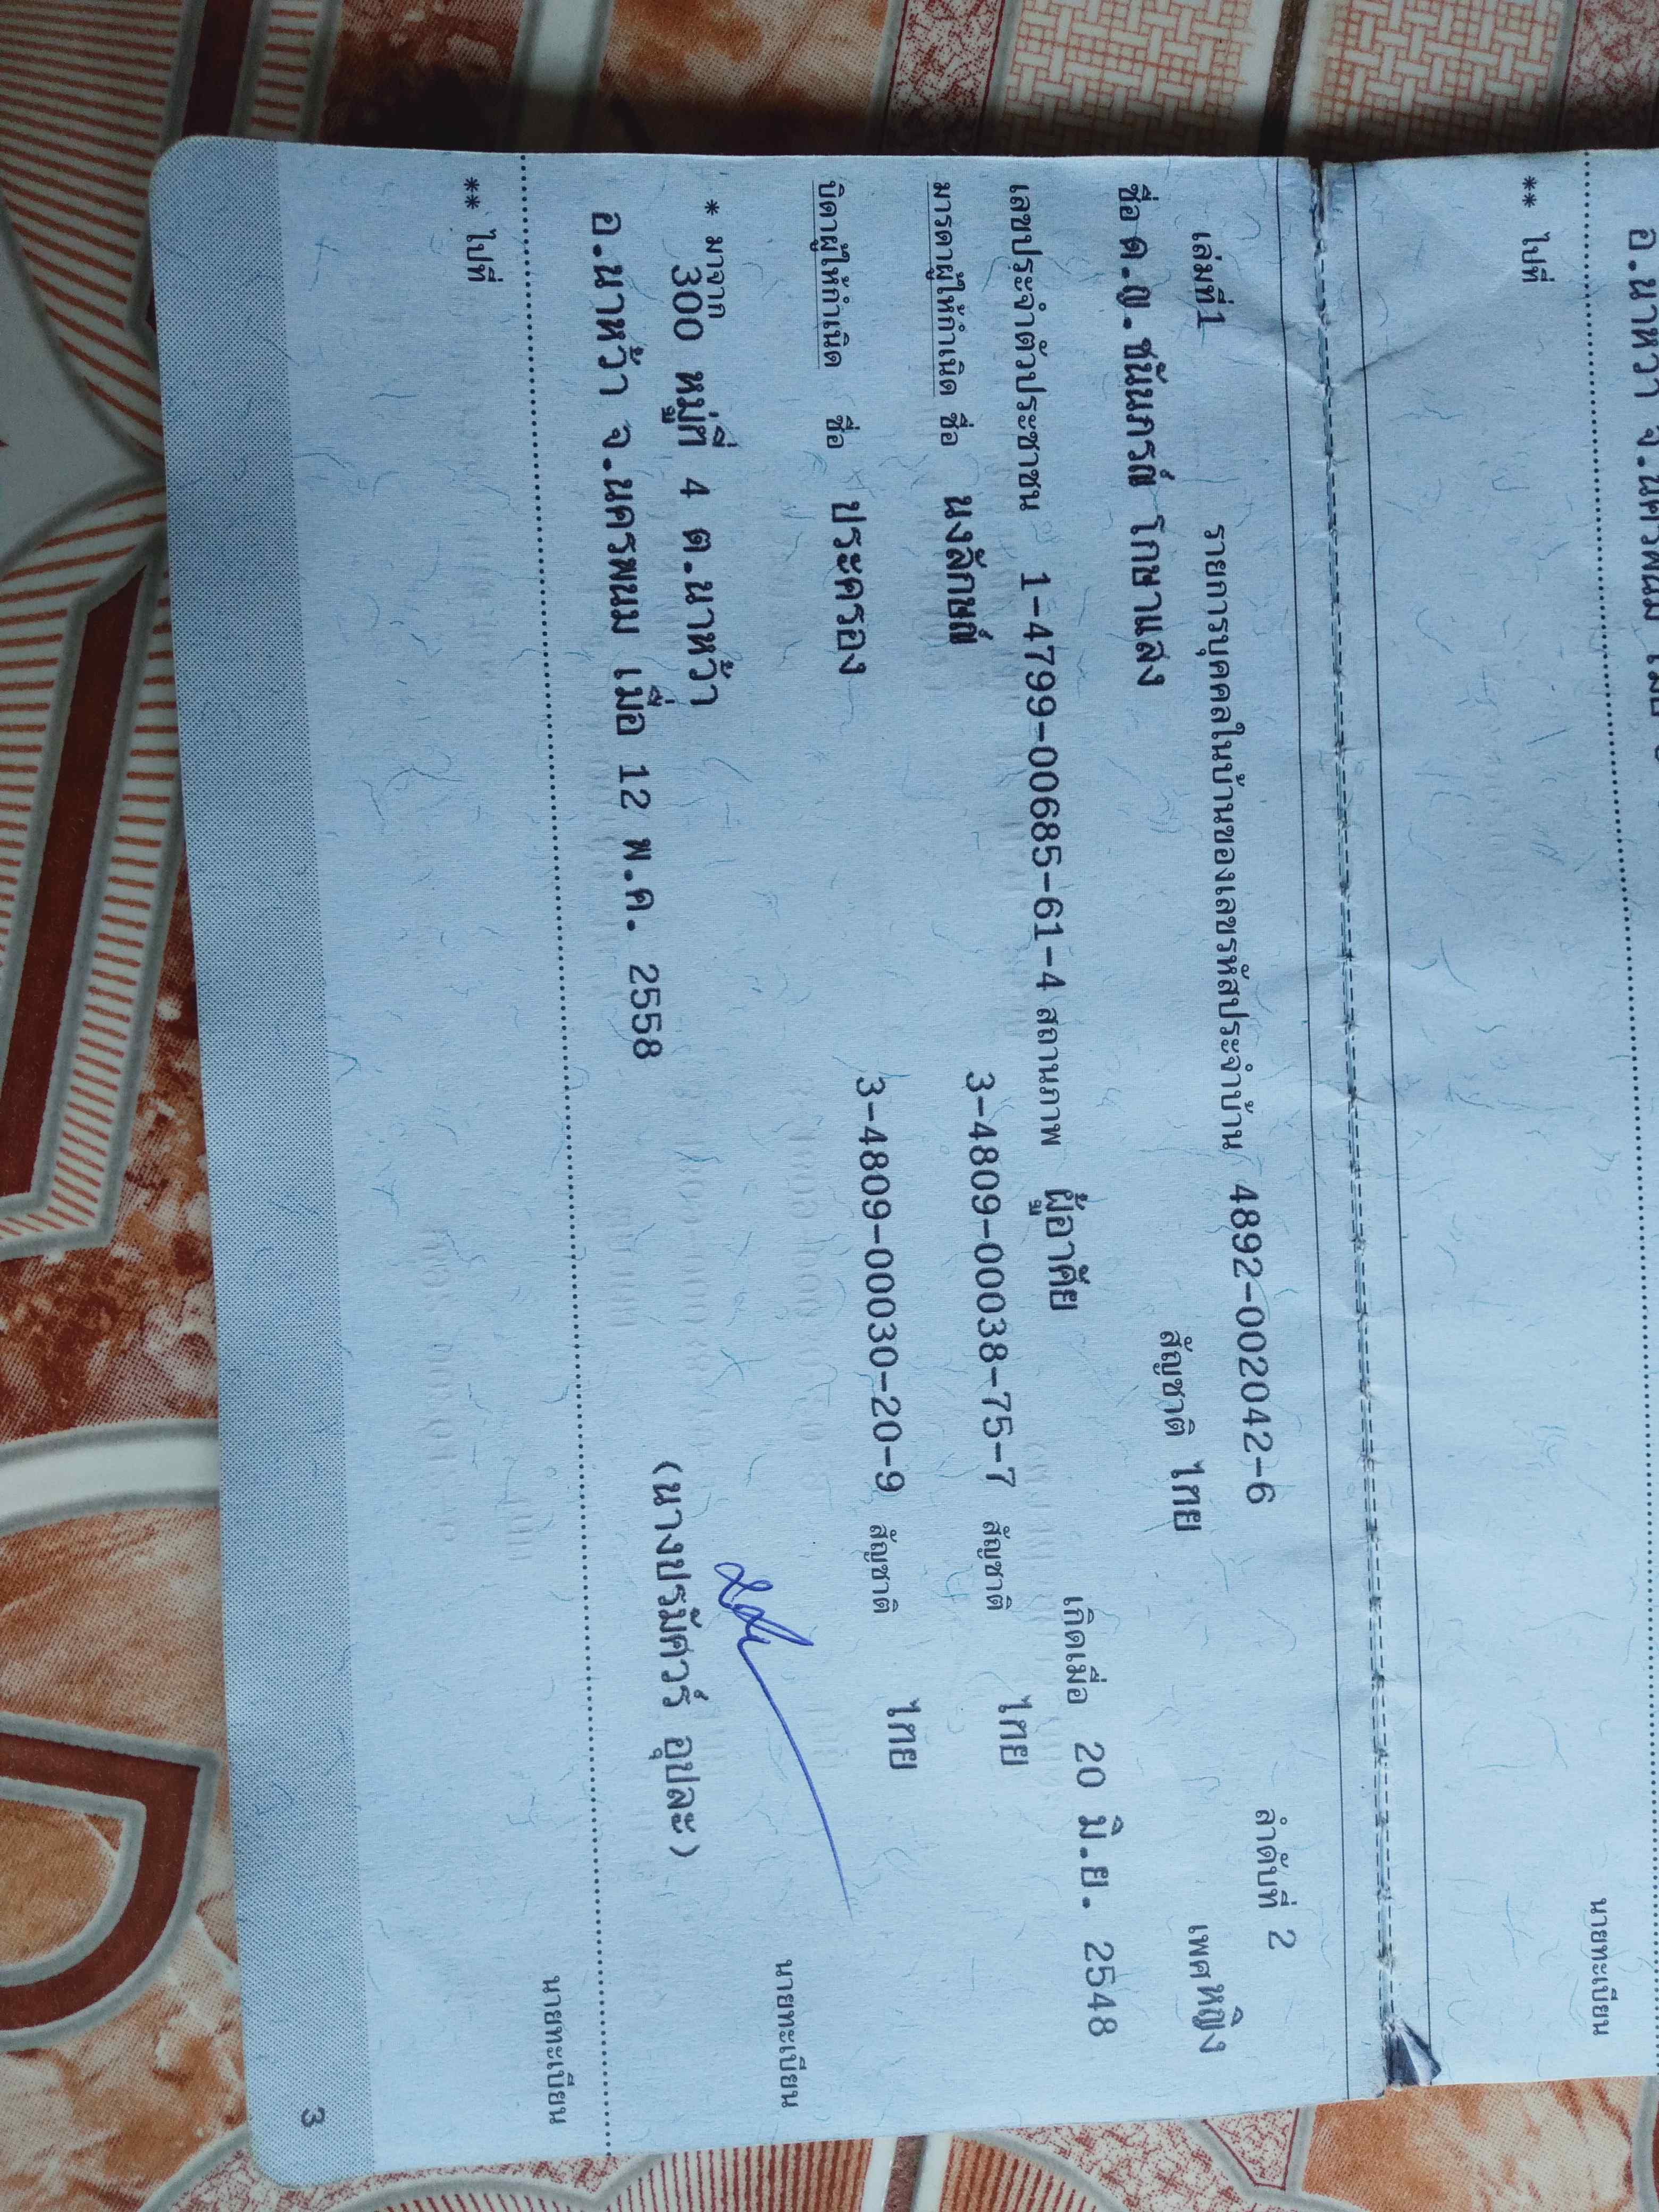 อ.นาหว้า จ.นครพนม
** ไปที่
นายทะเบียน
เล่มที่ 1 รายการบุคคลในบ้านของเลขรหัสประจำบ้าน 4892-002042-6 ลำดับที่ 2
ชื่อ ด.ญ. ชนันภรณ์ โกษาแสง สัญชาติ ไทย เพศ หญิง
เลขประจำตัวประชาชน 1-4799-00685-61-4 สถานภาพ ผู้อาศัย เกิดเมื่อ 20 มิ.ย. 2548
มารดาผู้ให้กำเนิด ชื่อ นงลักษณ์ 3-4809-00038-75-7 สัญชาติ ไทย
บิดาผู้ให้กำเนิด ชื่อ ประครอง 3-4809-00030-20-9 สัญชาติ ไทย
* มาจาก นายทะเบียน
300 หมู่ที่ 4 ต.นาหว้า
อ.นาหว้า จ.นครพนม เมื่อ 12 พ.ค. 2558 (นางปรมัศวร์ อุปละ)
** ไปที่
นายทะเบียน
3